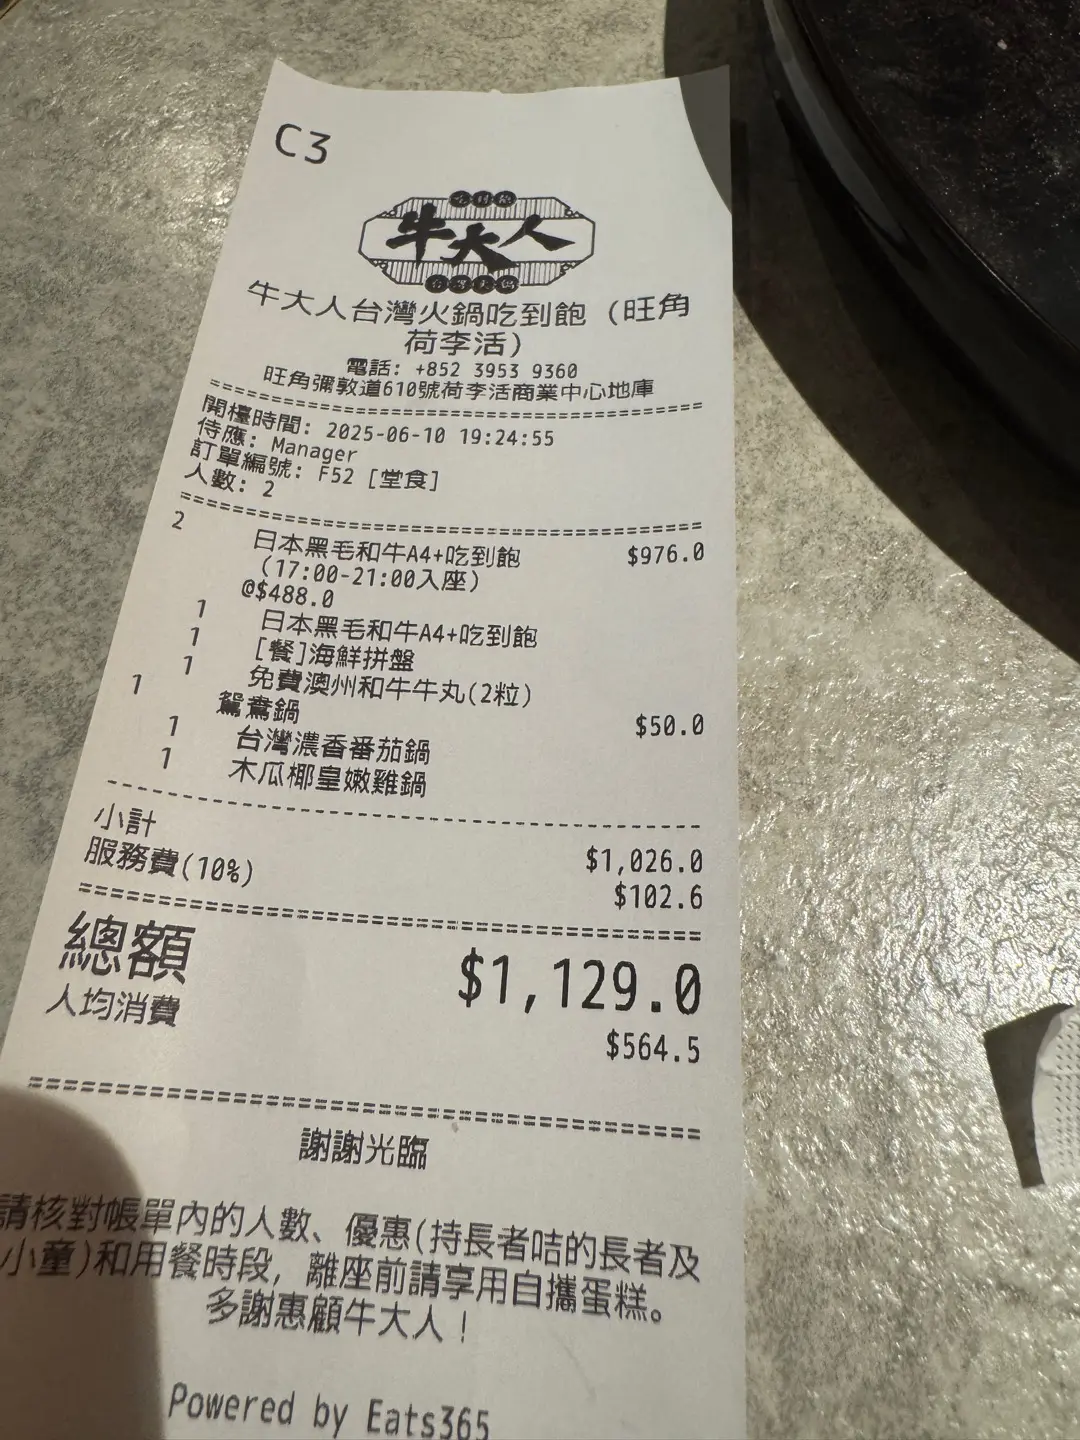 C3
吃到飽
牛大人
台灣火鍋
牛大人台灣火鍋吃到飽 (旺角
荷李活)
電話: +852 3953 9360
旺角彌敦道610號荷李活商業中心地庫
開檯時間: 2025-06-10 19:24:55
侍應: Manager
訂單編號: F52 [堂食]
人數: 2
2 日本黑毛和牛A4+吃到飽 $976.0
(17:00-21:00入座)
@$488.0
1 日本黑毛和牛A4+吃到飽
1 [餐]海鮮拼盤
1 免費澳州和牛牛丸(2粒)
1 鴛鴦鍋 $50.0
1 台灣濃香番茄鍋
1 木瓜椰皇嫩雞鍋
小計 $1,026.0
服務費(10%) $102.6
總額 $1,129.0
人均消費 $564.5
謝謝光臨
請核對帳單內的人數、優惠(持長者咭的長者及
小童)和用餐時段, 離座前請享用自攜蛋糕。
多謝惠顧牛大人!
Powered by Eats365